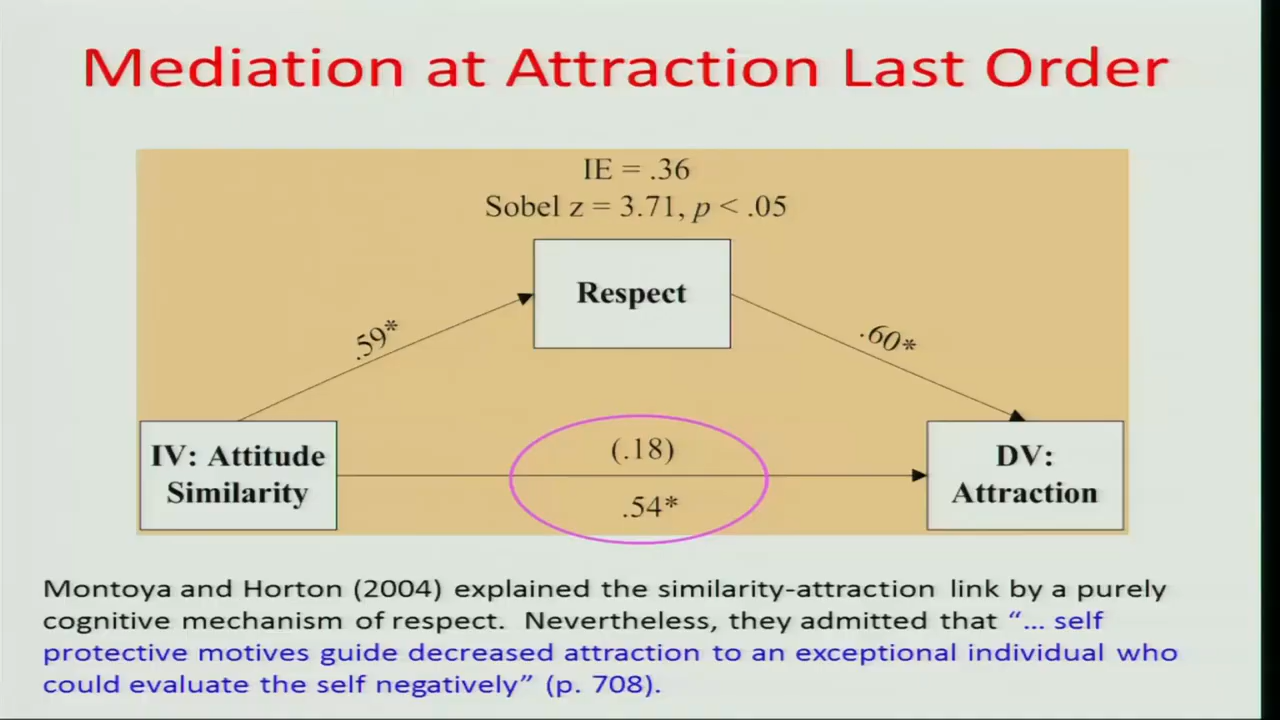 Mediation at Attraction Last Order
IE = .36
Sobel z = 3.71, p < .05
Respect
.59*
.60*
IV: Attitude
Similarity
(.18)
.54*
DV:
Attraction
Montoya and Horton (2004) explained the similarity-attraction link by a purely
cognitive mechanism of respect. Nevertheless, they admitted that “... self
protective motives guide decreased attraction to an exceptional individual who
could evaluate the self negatively” (p. 708).